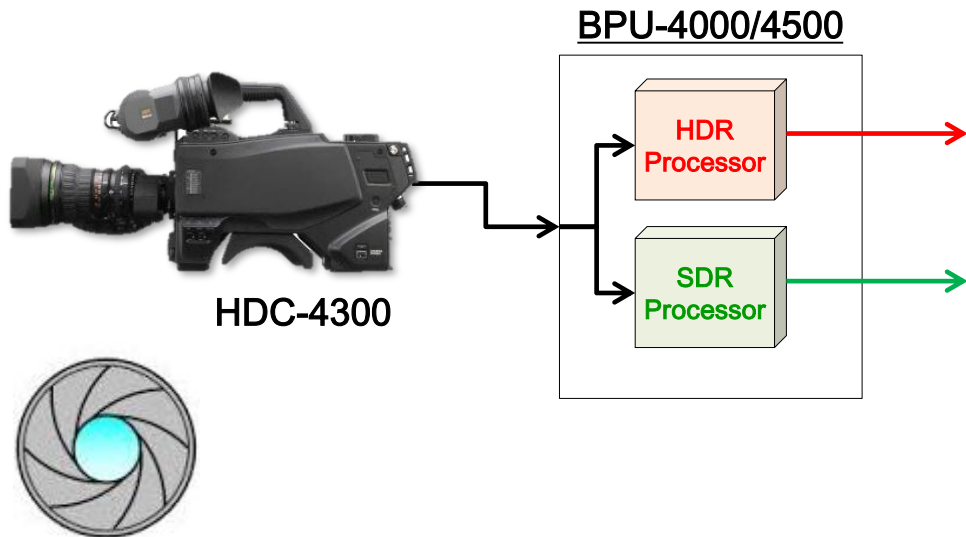 BPU-4000/4500
HDR
Processor
SDR
Processor
HDC-4300